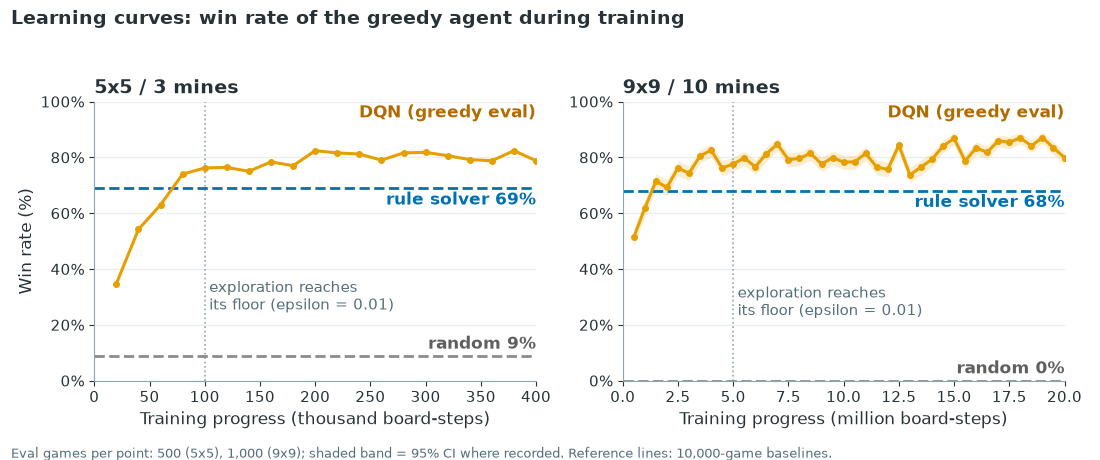 Learning curves: win rate of the greedy agent during training
5x5 / 3 mines
9x9 / 10 mines
Win rate (%)
100%
80%
60%
40%
20%
0%
DQN (greedy eval)
rule solver 69%
exploration reaches
its floor (epsilon = 0.01)
random 9%
0 50 100 150 200 250 300 350 400
Training progress (thousand board-steps)
100%
80%
60%
40%
20%
0%
DQN (greedy eval)
rule solver 68%
exploration reaches
its floor (epsilon = 0.01)
random 0%
0.0 2.5 5.0 7.5 10.0 12.5 15.0 17.5 20.0
Training progress (million board-steps)
Eval games per point: 500 (5x5), 1,000 (9x9); shaded band = 95% CI where recorded. Reference lines: 10,000-game baselines.